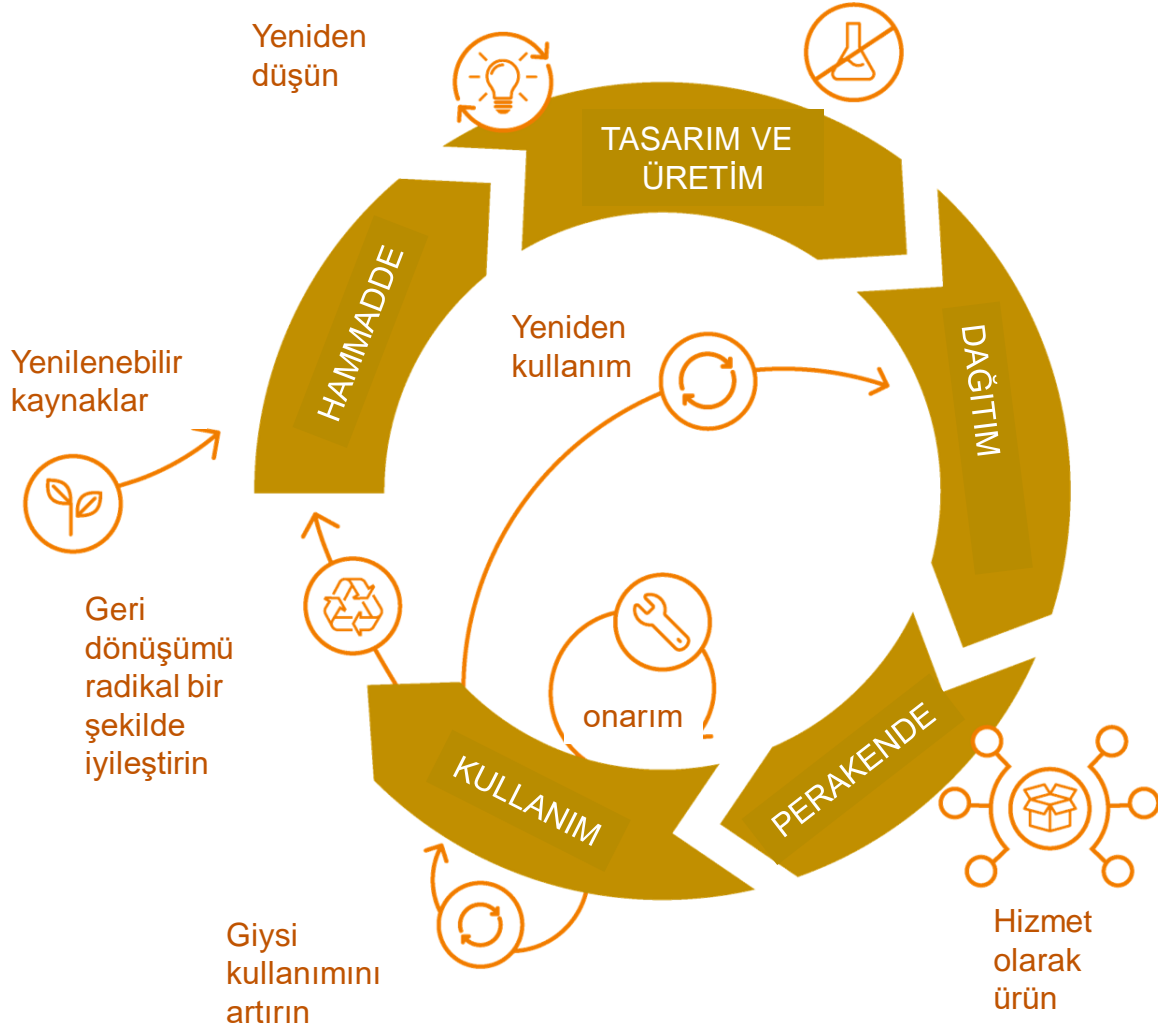 Yeniden
düşün
TASARIM VE
ÜRETİM
HAMMADDE
Yeniden
kullanım
DAĞITIM
Yenilenebilir
kaynaklar
Geri
dönüşümü
radikal bir
şekilde
iyileştirin
onarım
KULLANIM
PERAKENDE
Giysi
kullanımını
artırın
Hizmet
olarak
ürün